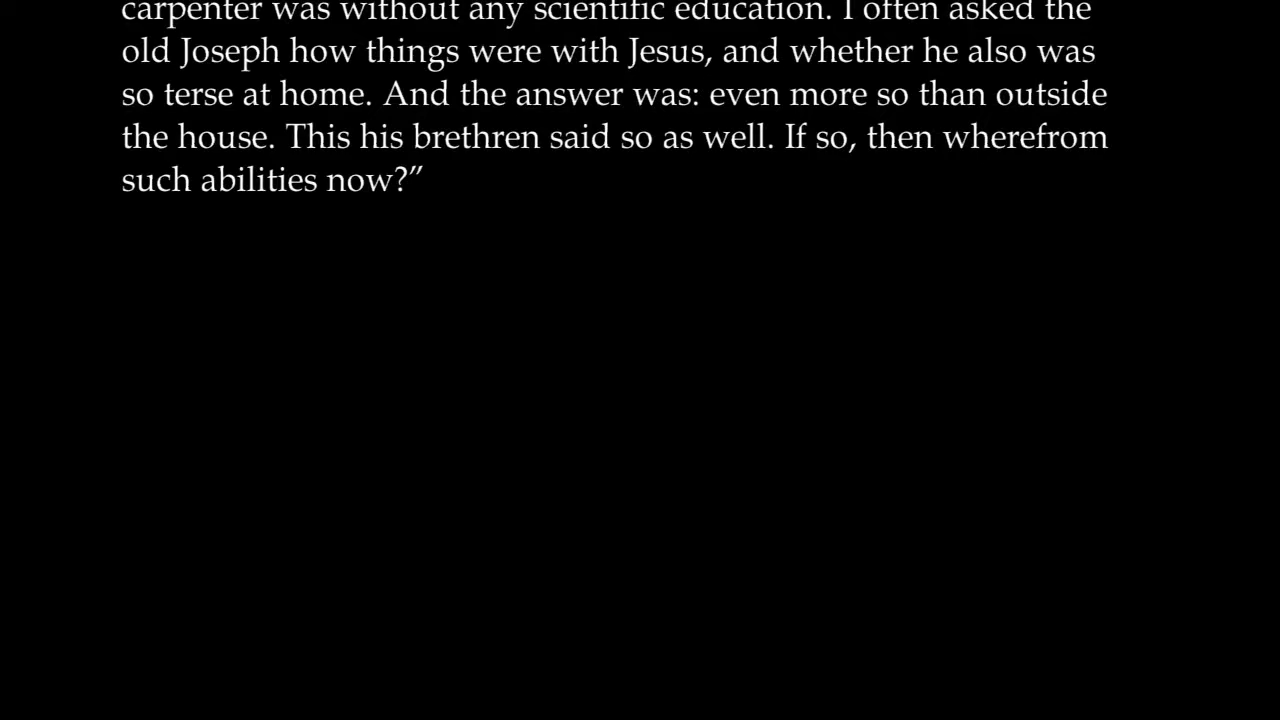 carpenter was without any scientific education. I often asked the
old Joseph how things were with Jesus, and whether he also was
so terse at home. And the answer was: even more so than outside
the house. This his brethren said so as well. If so, then wherefrom
such abilities now?”